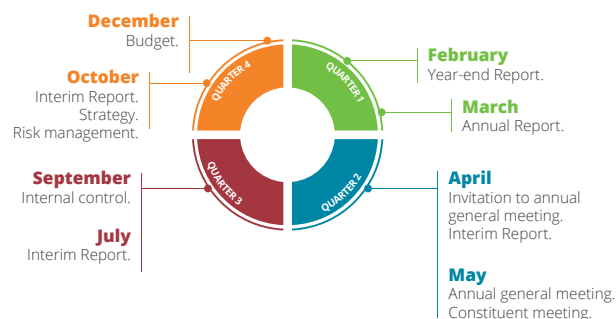 December
Budget.
October
Interim Report.
Strategy.
Risk management.
QUARTER 4
QUARTER 1
February
Year-end Report.
March
Annual Report.
September
Internal control.
July
Interim Report.
QUARTER 3
QUARTER 2
April
Invitation to annual
general meeting.
Interim Report.
May
Annual general meeting.
Constituent meeting.